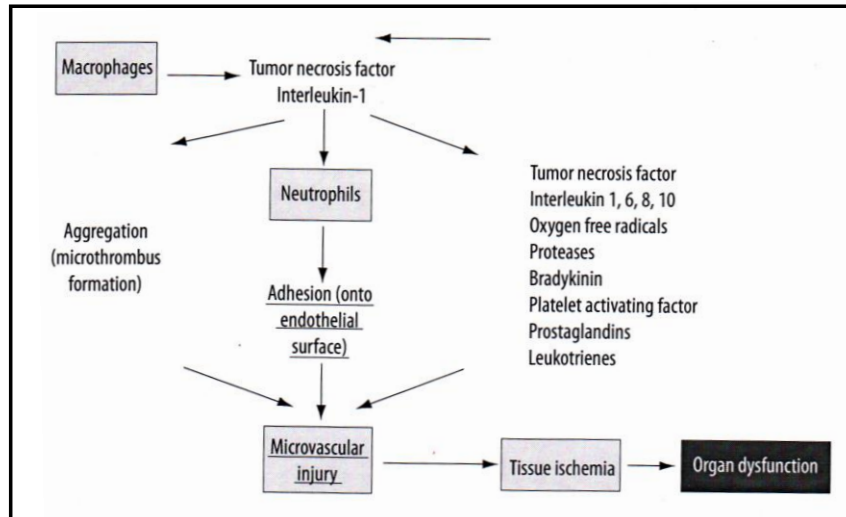 Macrophages
Tumor necrosis factor
Interleukin-1
Neutrophils
Aggregation
(microthrombus
formation)
Adhesion (onto
endothelial
surface)
Tumor necrosis factor
Interleukin 1, 6, 8, 10
Oxygen free radicals
Proteases
Bradykinin
Platelet activating factor
Prostaglandins
Leukotrienes
Microvascular
injury
Tissue ischemia
Organ dysfunction